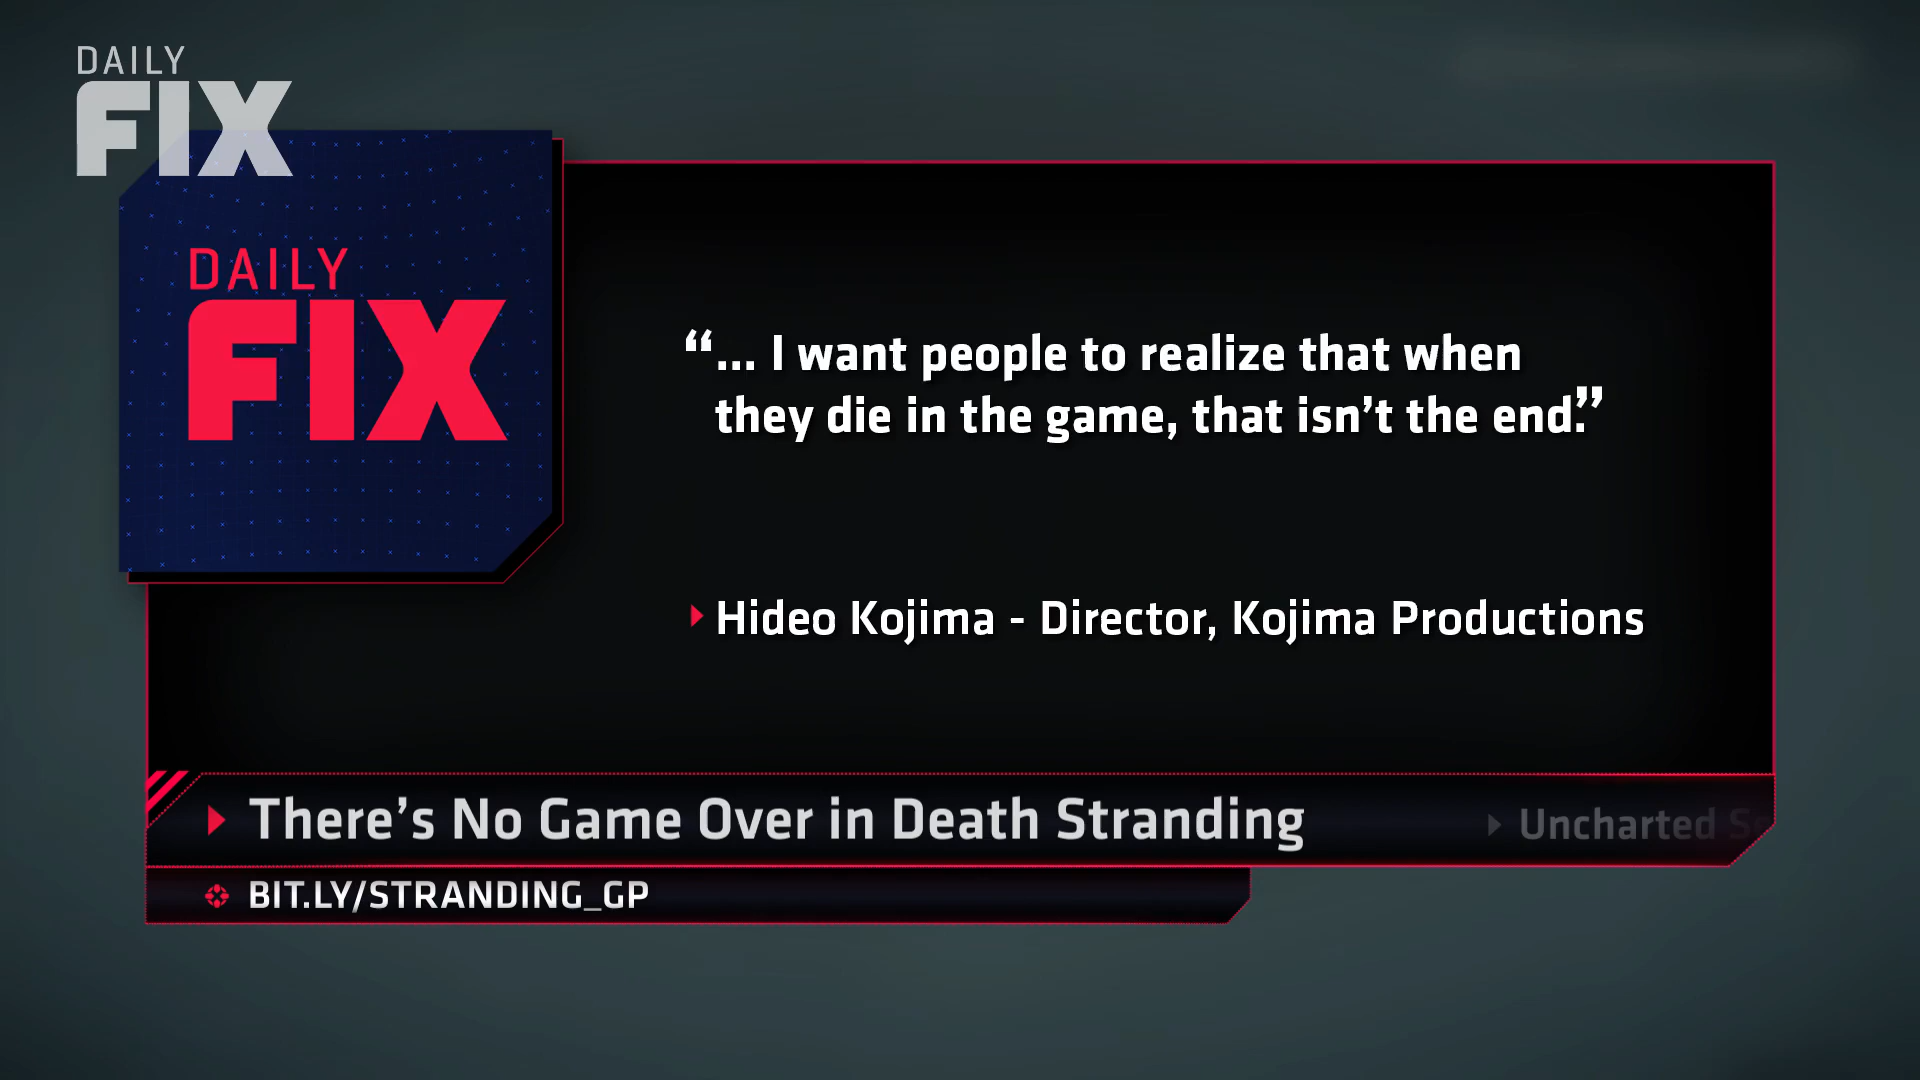 DAILY
FIX
DAILY
FIX
“... I want people to realize that when
they die in the game, that isn’t the end.”
Hideo Kojima - Director, Kojima Productions
There’s No Game Over in Death Stranding
Uncharted
BIT.LY/STRANDING_GP